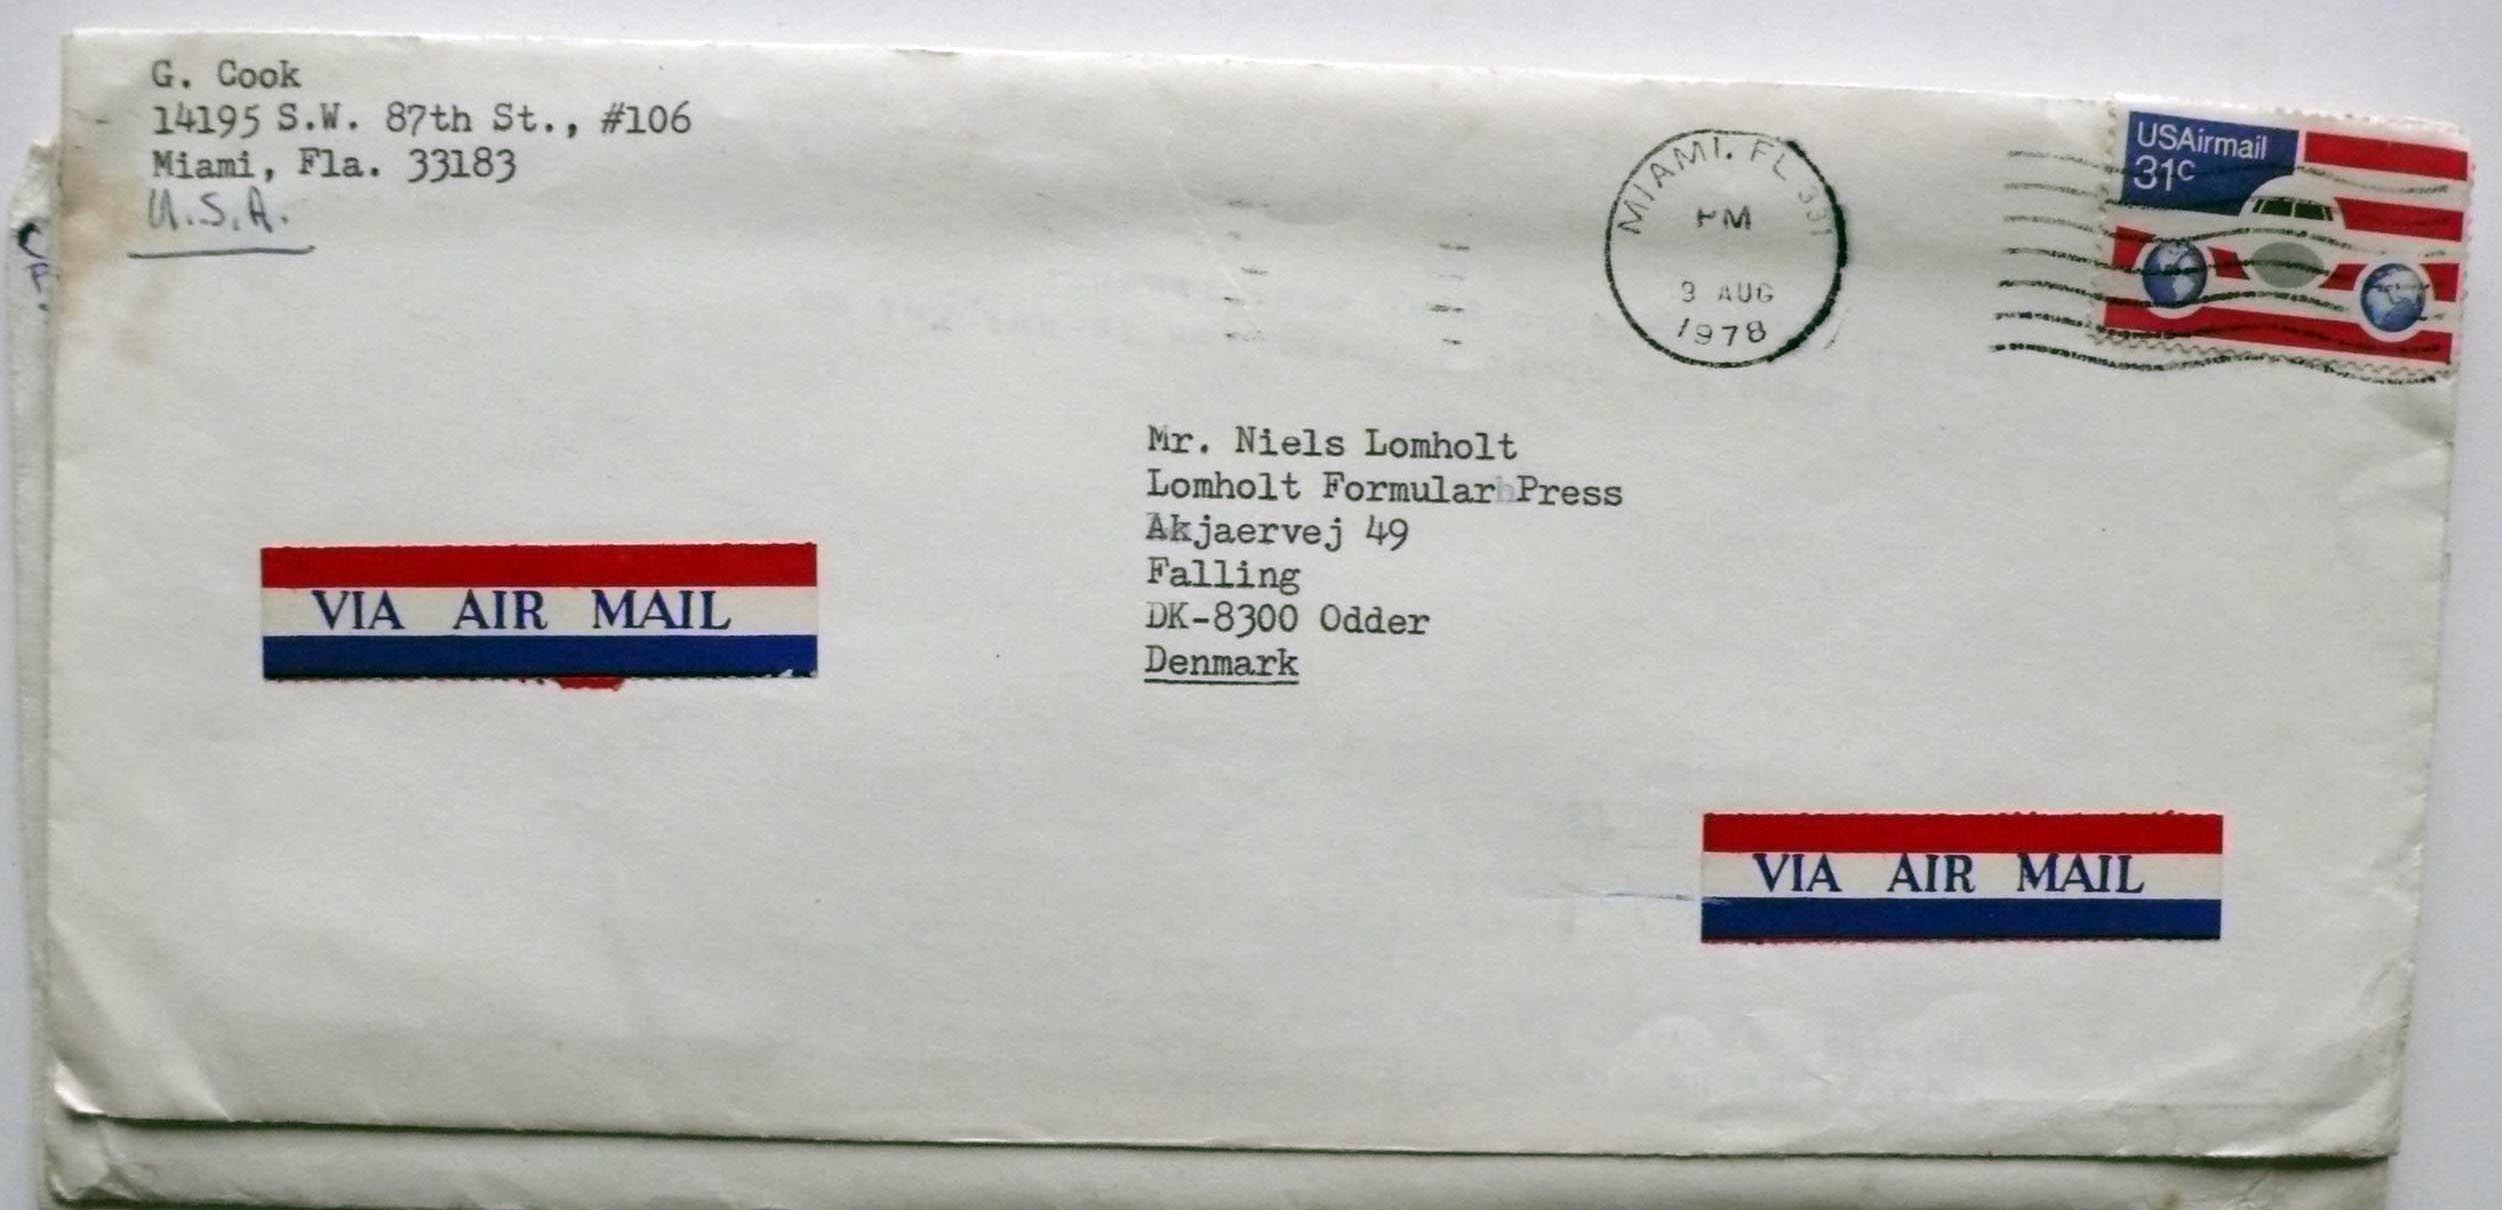 G. Cook
14195 S.W. 87th St., #106
Miami, Fla. 33183
U.S.A.
MIAMI. FL 331
PM
3 AUG
1978
USAirmail
31c
Mr. Niels Lomholt
Lomholt Formular Press
Akjaervej 49
Falling
DK-8300 Odder
Denmark
VIA AIR MAIL
VIA AIR MAIL